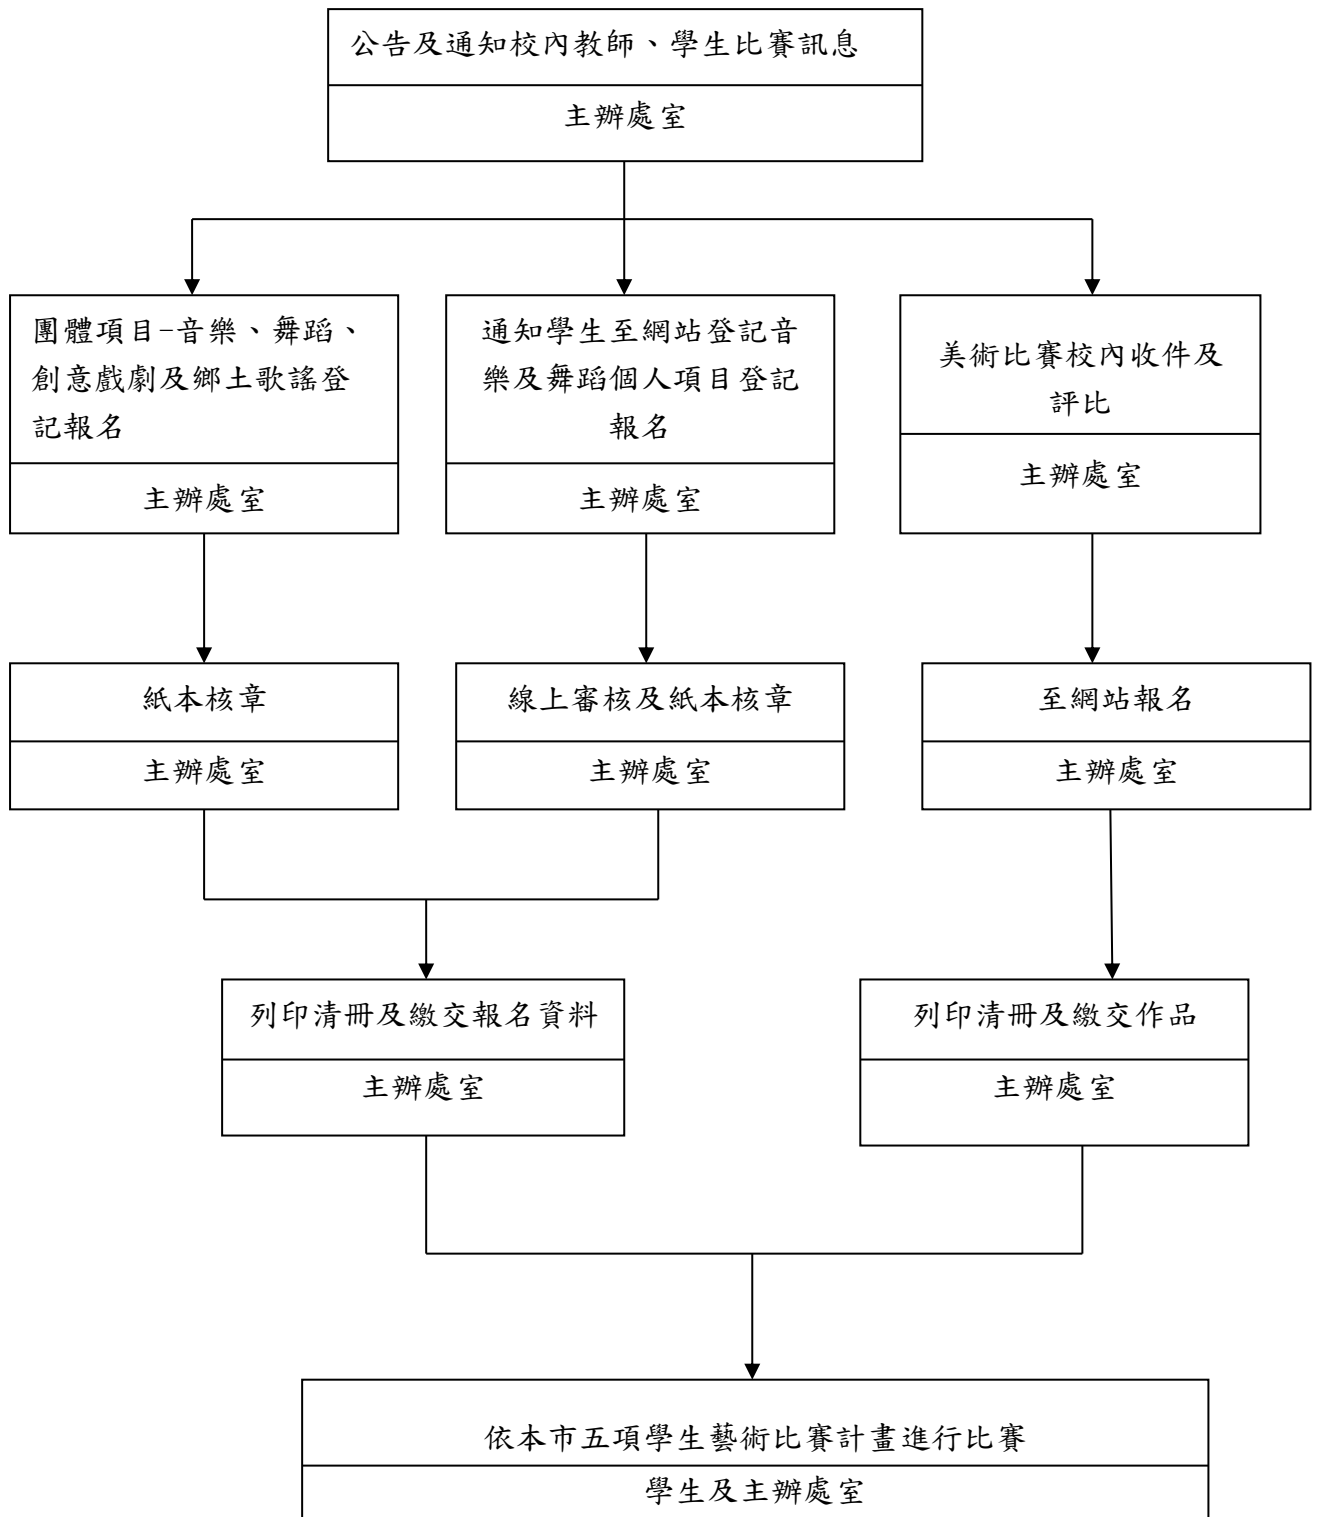 公告及通知校內教師、學生比賽訊息
主辦處室
團體項目-音樂、舞蹈、
創意戲劇及鄉土歌謠登
記報名
主辦處室
通知學生至網站登記音
樂及舞蹈個人項目登記
報名
主辦處室
美術比賽校內收件及
評比
主辦處室
紙本核章
主辦處室
線上審核及紙本核章
主辦處室
至網站報名
主辦處室
列印清冊及繳交報名資料
主辦處室
列印清冊及繳交作品
主辦處室
依本市五項學生藝術比賽計畫進行比賽
學生及主辦處室